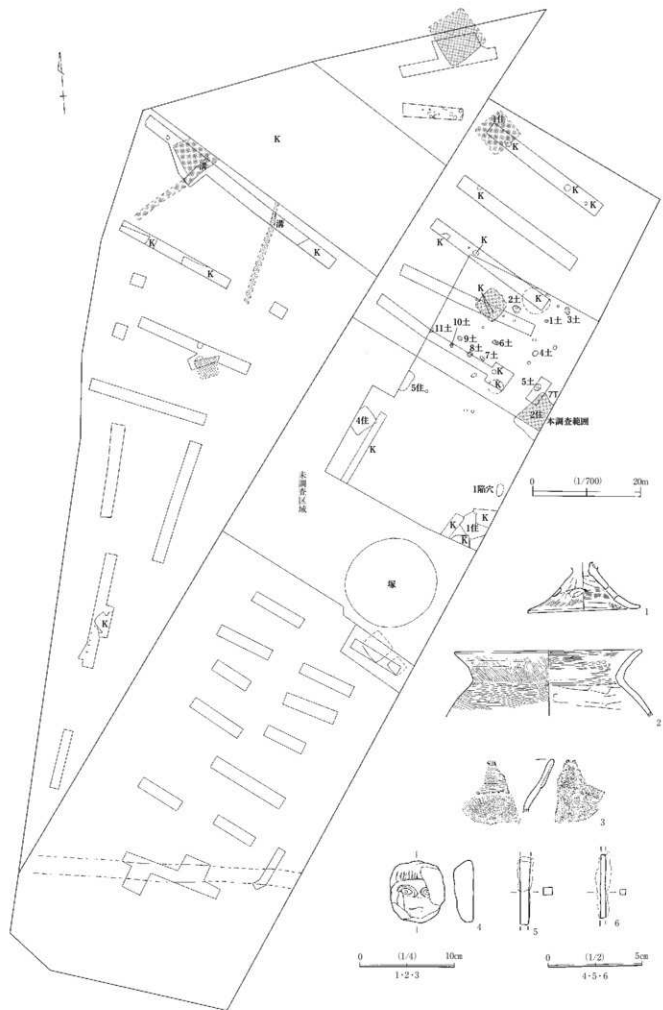 K
溝
溝
K
K
K
K
K
K
K
K
K
K
K
2土
K
1土
3土
10土
11土
9土
8土
7土
6土
4土
K
K
5土
7T
2住
本調査範囲
5住
4住
K
未調査区域
1陥穴
K
K
1住
K
塚
K
0 (1/700) 20m
1
2
3
4
5
6
0 (1/4) 10cm
1・2・3
0 (1/2) 5cm
4・5・6